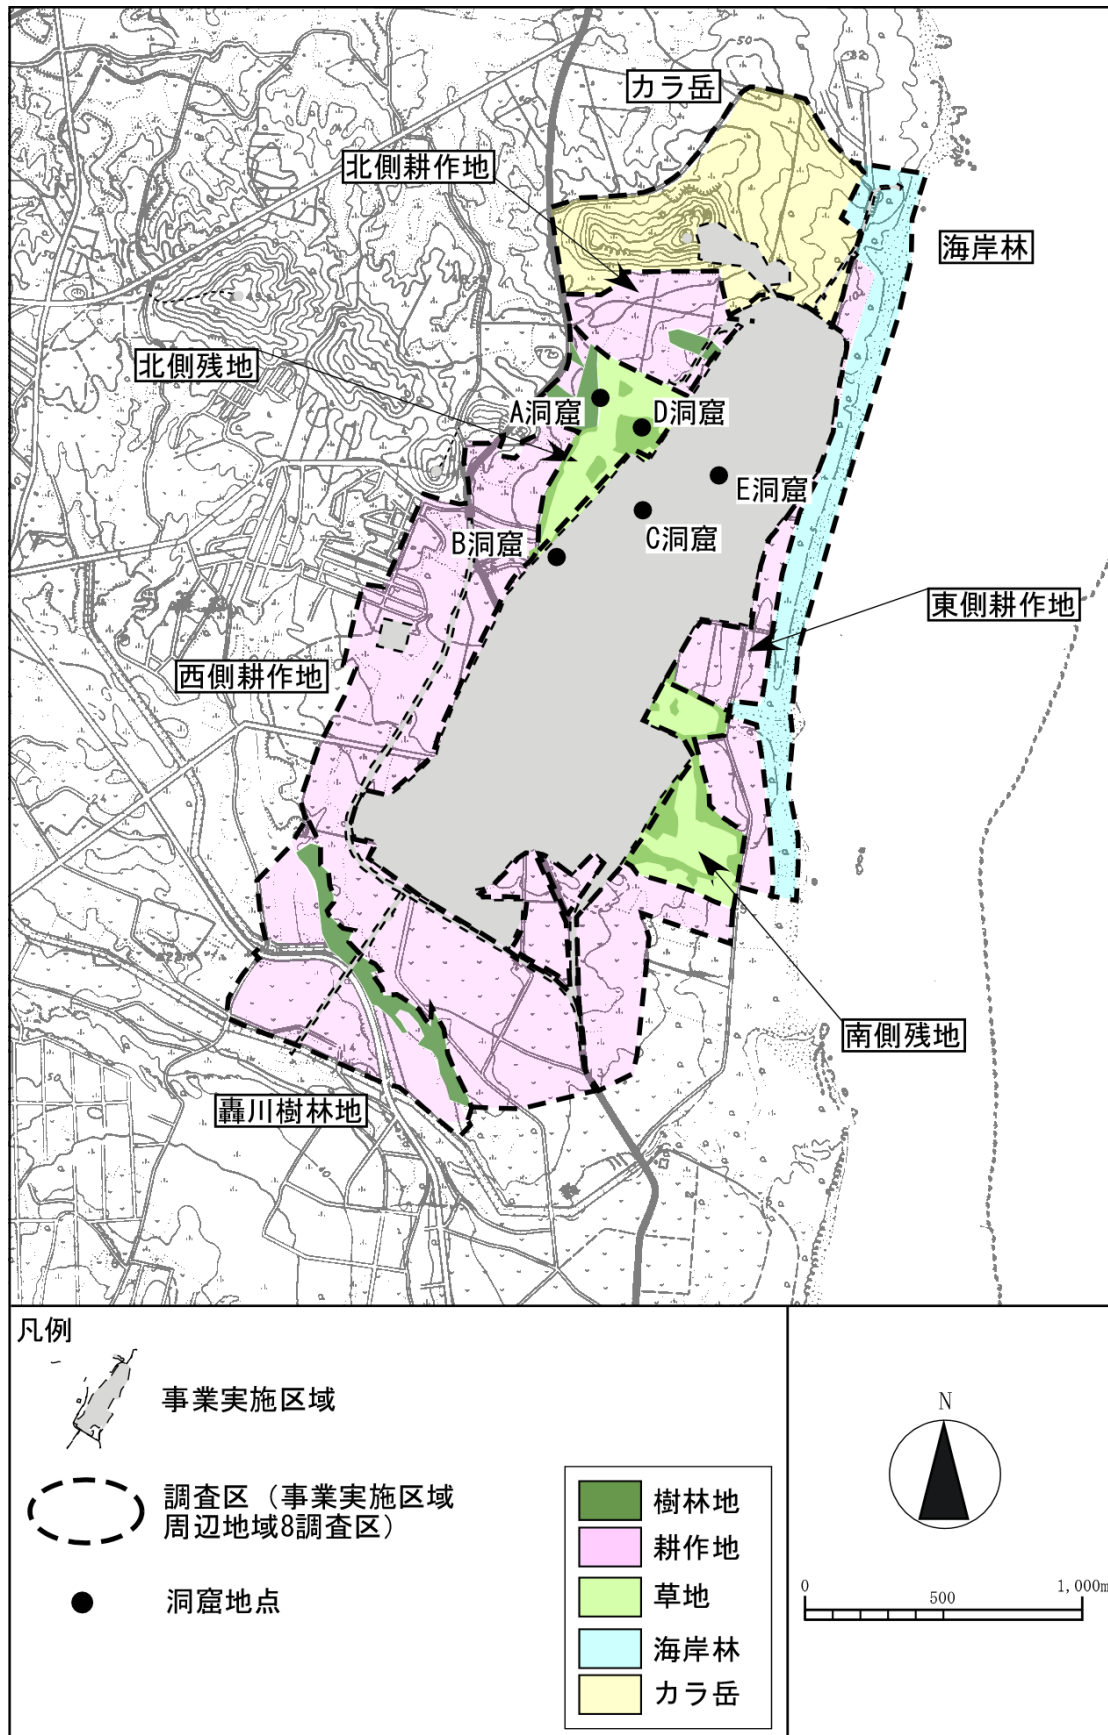 カラ岳
50
北側耕作地
海岸林
北側残地
A洞窟
D洞窟
E洞窟
C洞窟
B洞窟
東側耕作地
西側耕作地
南側残地
轟川樹林地
凡例
事業実施区域
調査区（事業実施区域
周辺地域8調査区）
洞窟地点
樹林地
耕作地
草地
海岸林
カラ岳
N
0
500
1,000m